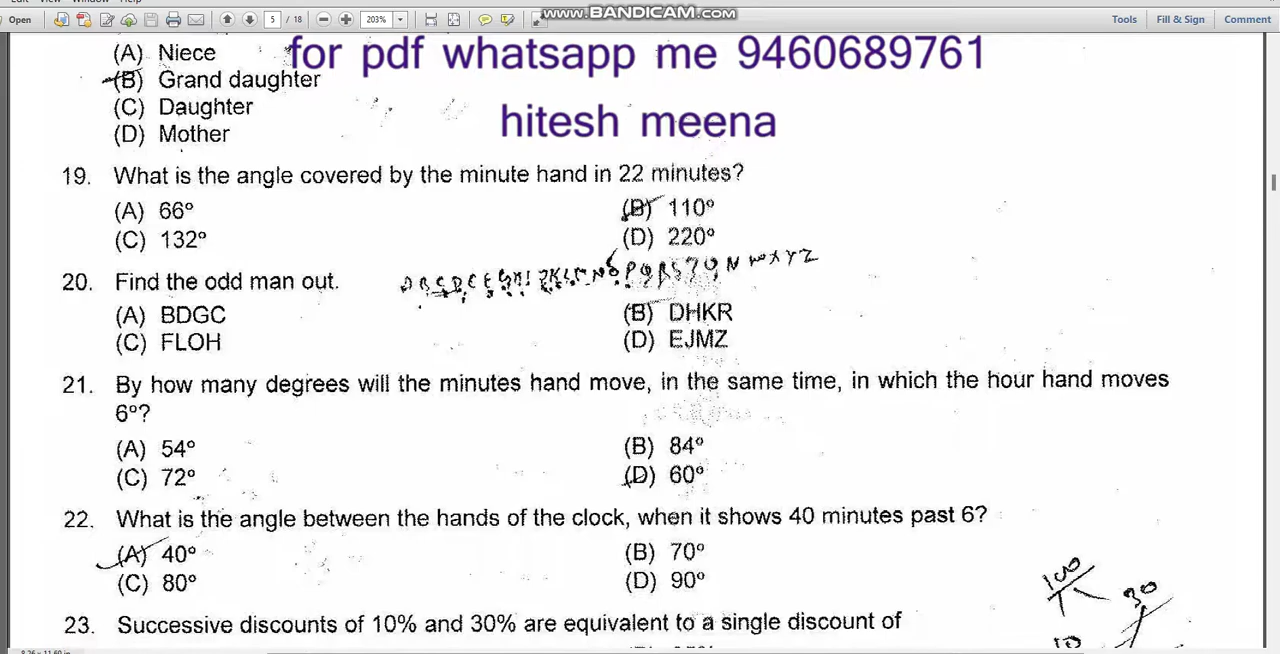 Open
5 / 18
203%
www.BANDICAM.com
Tools
Fill & Sign
Comment
(A) Niece
for pdf whatsapp me 9460689761
(B) Grand daughter
(C) Daughter
hitesh meena
(D) Mother
19. What is the angle covered by the minute hand in 22 minutes?
(A) 66° (B) 110°
(C) 132° (D) 220°
20. Find the odd man out.
(A) BDGC (B) DHKR
(C) FLOH (D) EJMZ
21. By how many degrees will the minutes hand move, in the same time, in which the hour hand moves
6°?
(A) 54° (B) 84°
(C) 72° (D) 60°
22. What is the angle between the hands of the clock, when it shows 40 minutes past 6?
(A) 40° (B) 70°
(C) 80° (D) 90°
100
30
23. Successive discounts of 10% and 30% are equivalent to a single discount of
10